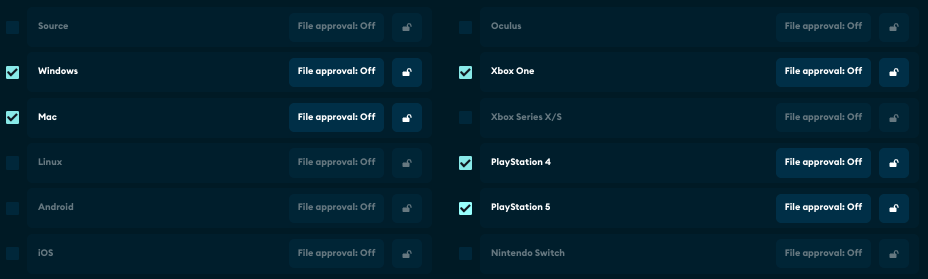 Source File approval: Off
Windows File approval: Off
Mac File approval: Off
Linux File approval: Off
Android File approval: Off
iOS File approval: Off
Oculus File approval: Off
Xbox One File approval: Off
Xbox Series X/S File approval: Off
PlayStation 4 File approval: Off
PlayStation 5 File approval: Off
Nintendo Switch File approval: Off